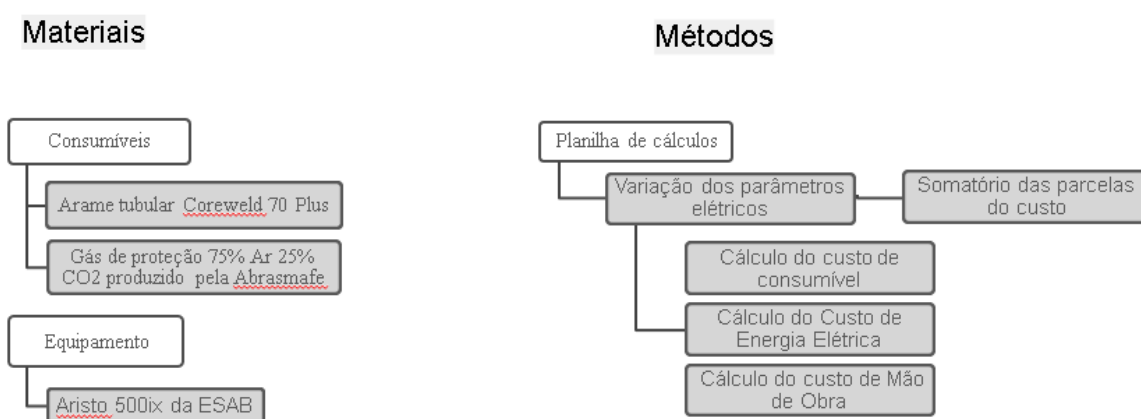 Materiais
Consumíveis
Arame tubular Coreweld 70 Plus
Gás de proteção 75% Ar 25%
CO2 produzido pela Abrasmafe
Equipamento
Aristo 500ix da ESAB
Métodos
Planilha de cálculos
Variação dos parâmetros
elétricos
Somatório das parcelas
do custo
Cálculo do custo de
consumível
Cálculo do Custo de
Energia Elétrica
Cálculo do custo de Mão
de Obra